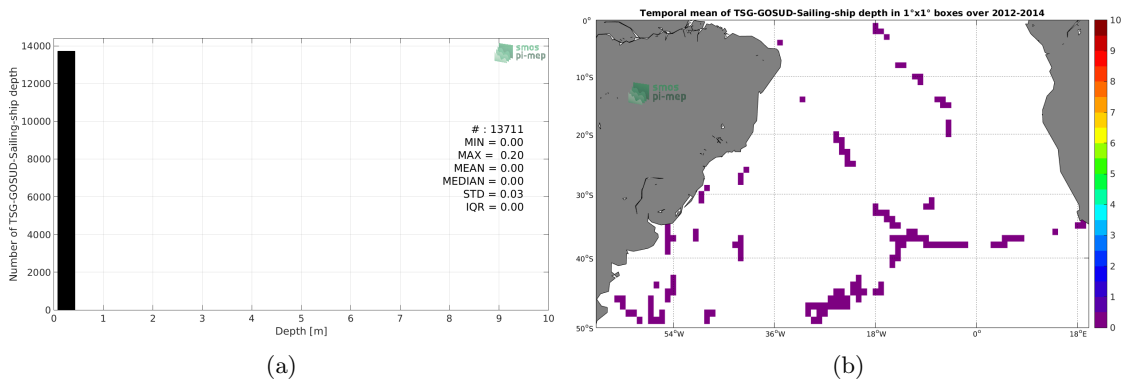 14000
12000
10000
8000
6000
4000
2000
0
Number of TSG-GOSUD-Sailing-ship depth
smos
pi-mep
# : 13711
MIN = 0.00
MAX = 0.20
MEAN = 0.00
MEDIAN = 0.00
STD = 0.03
IQR = 0.00
0 1 2 3 4 5 6 7 8 9 10
Depth [m]
(a)
Temporal mean of TSG-GOSUD-Sailing-ship depth in 1°x1° boxes over 2012-2014
0°
10°S
20°S
30°S
40°S
50°S
smos
pi-mep
54°W 36°W 18°W 0° 18°E
10
9
8
7
6
5
4
3
2
1
0
(b)